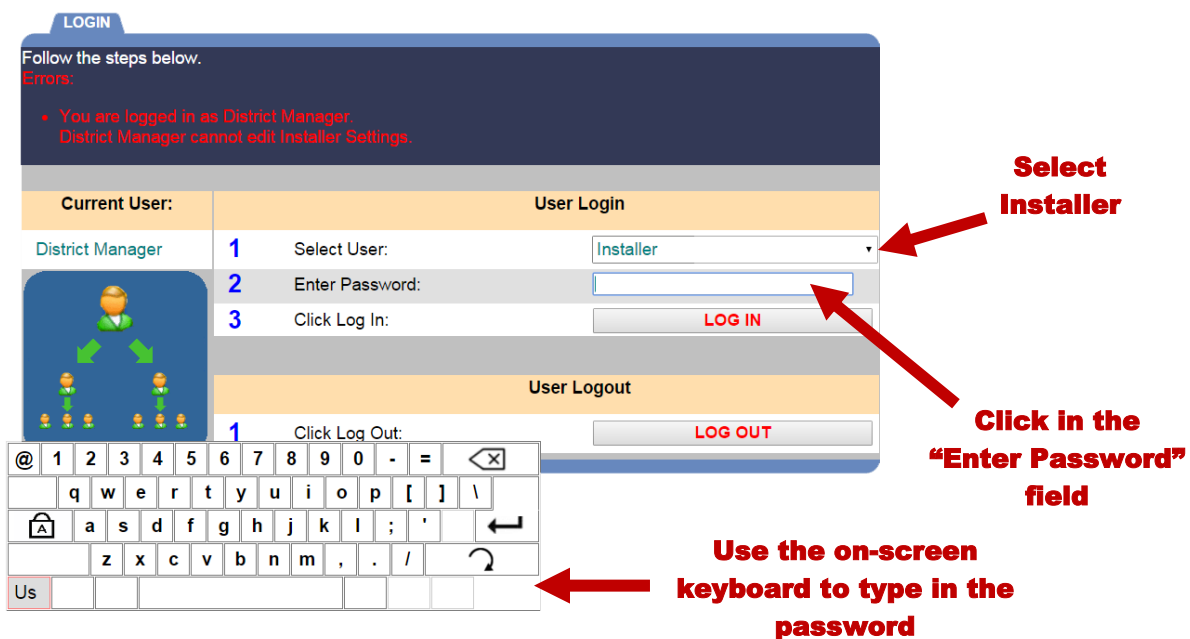 LOGIN
Follow the steps below.
Errors:
• You are logged in as District Manager.
District Manager cannot edit Installer Settings.
Current User:
User Login
District Manager
1 Select User: Installer
2 Enter Password:
3 Click Log In: LOG IN
User Logout
1 Click Log Out: LOG OUT
@ 1 2 3 4 5 6 7 8 9 0 - =
q w e r t y u i o p [ ] \
A a s d f g h j k l ; '
z x c v b n m , . /
Us
Select
Installer
Click in the
“Enter Password”
field
Use the on-screen
keyboard to type in the
password